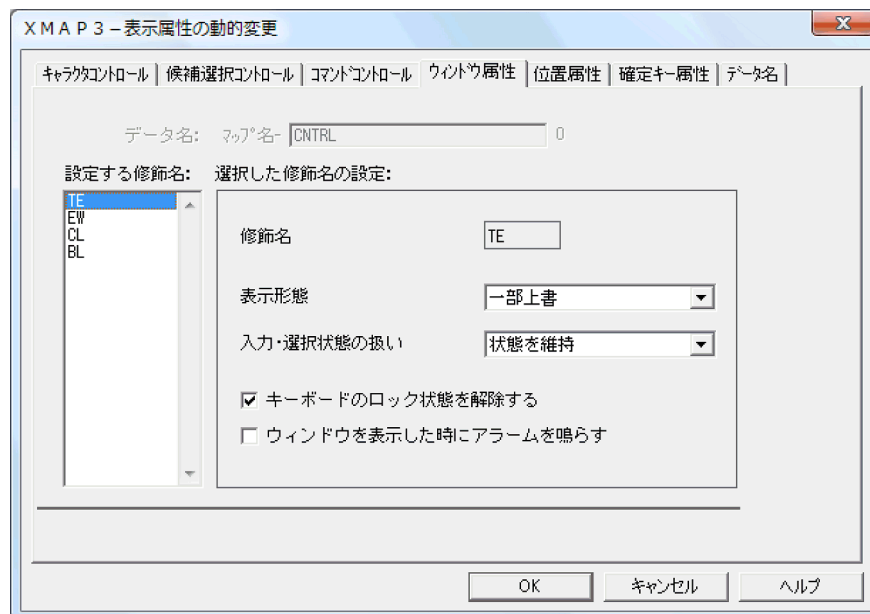 XMAP3-表示属性の動的変更
キャラクタコントロール 候補選択コントロール コマンドコントロール ウィンドウ属性 位置属性 確定キー属性 データ名
データ名: マップ名- CNTRL 0
設定する修飾名: 選択した修飾名の設定:
TE
EW
CL
BL
修飾名 TE
表示形態 一部上書
入力・選択状態の扱い 状態を維持
キーボードのロック状態を解除する
ウィンドウを表示した時にアラームを鳴らす
OK キャンセル ヘルプ